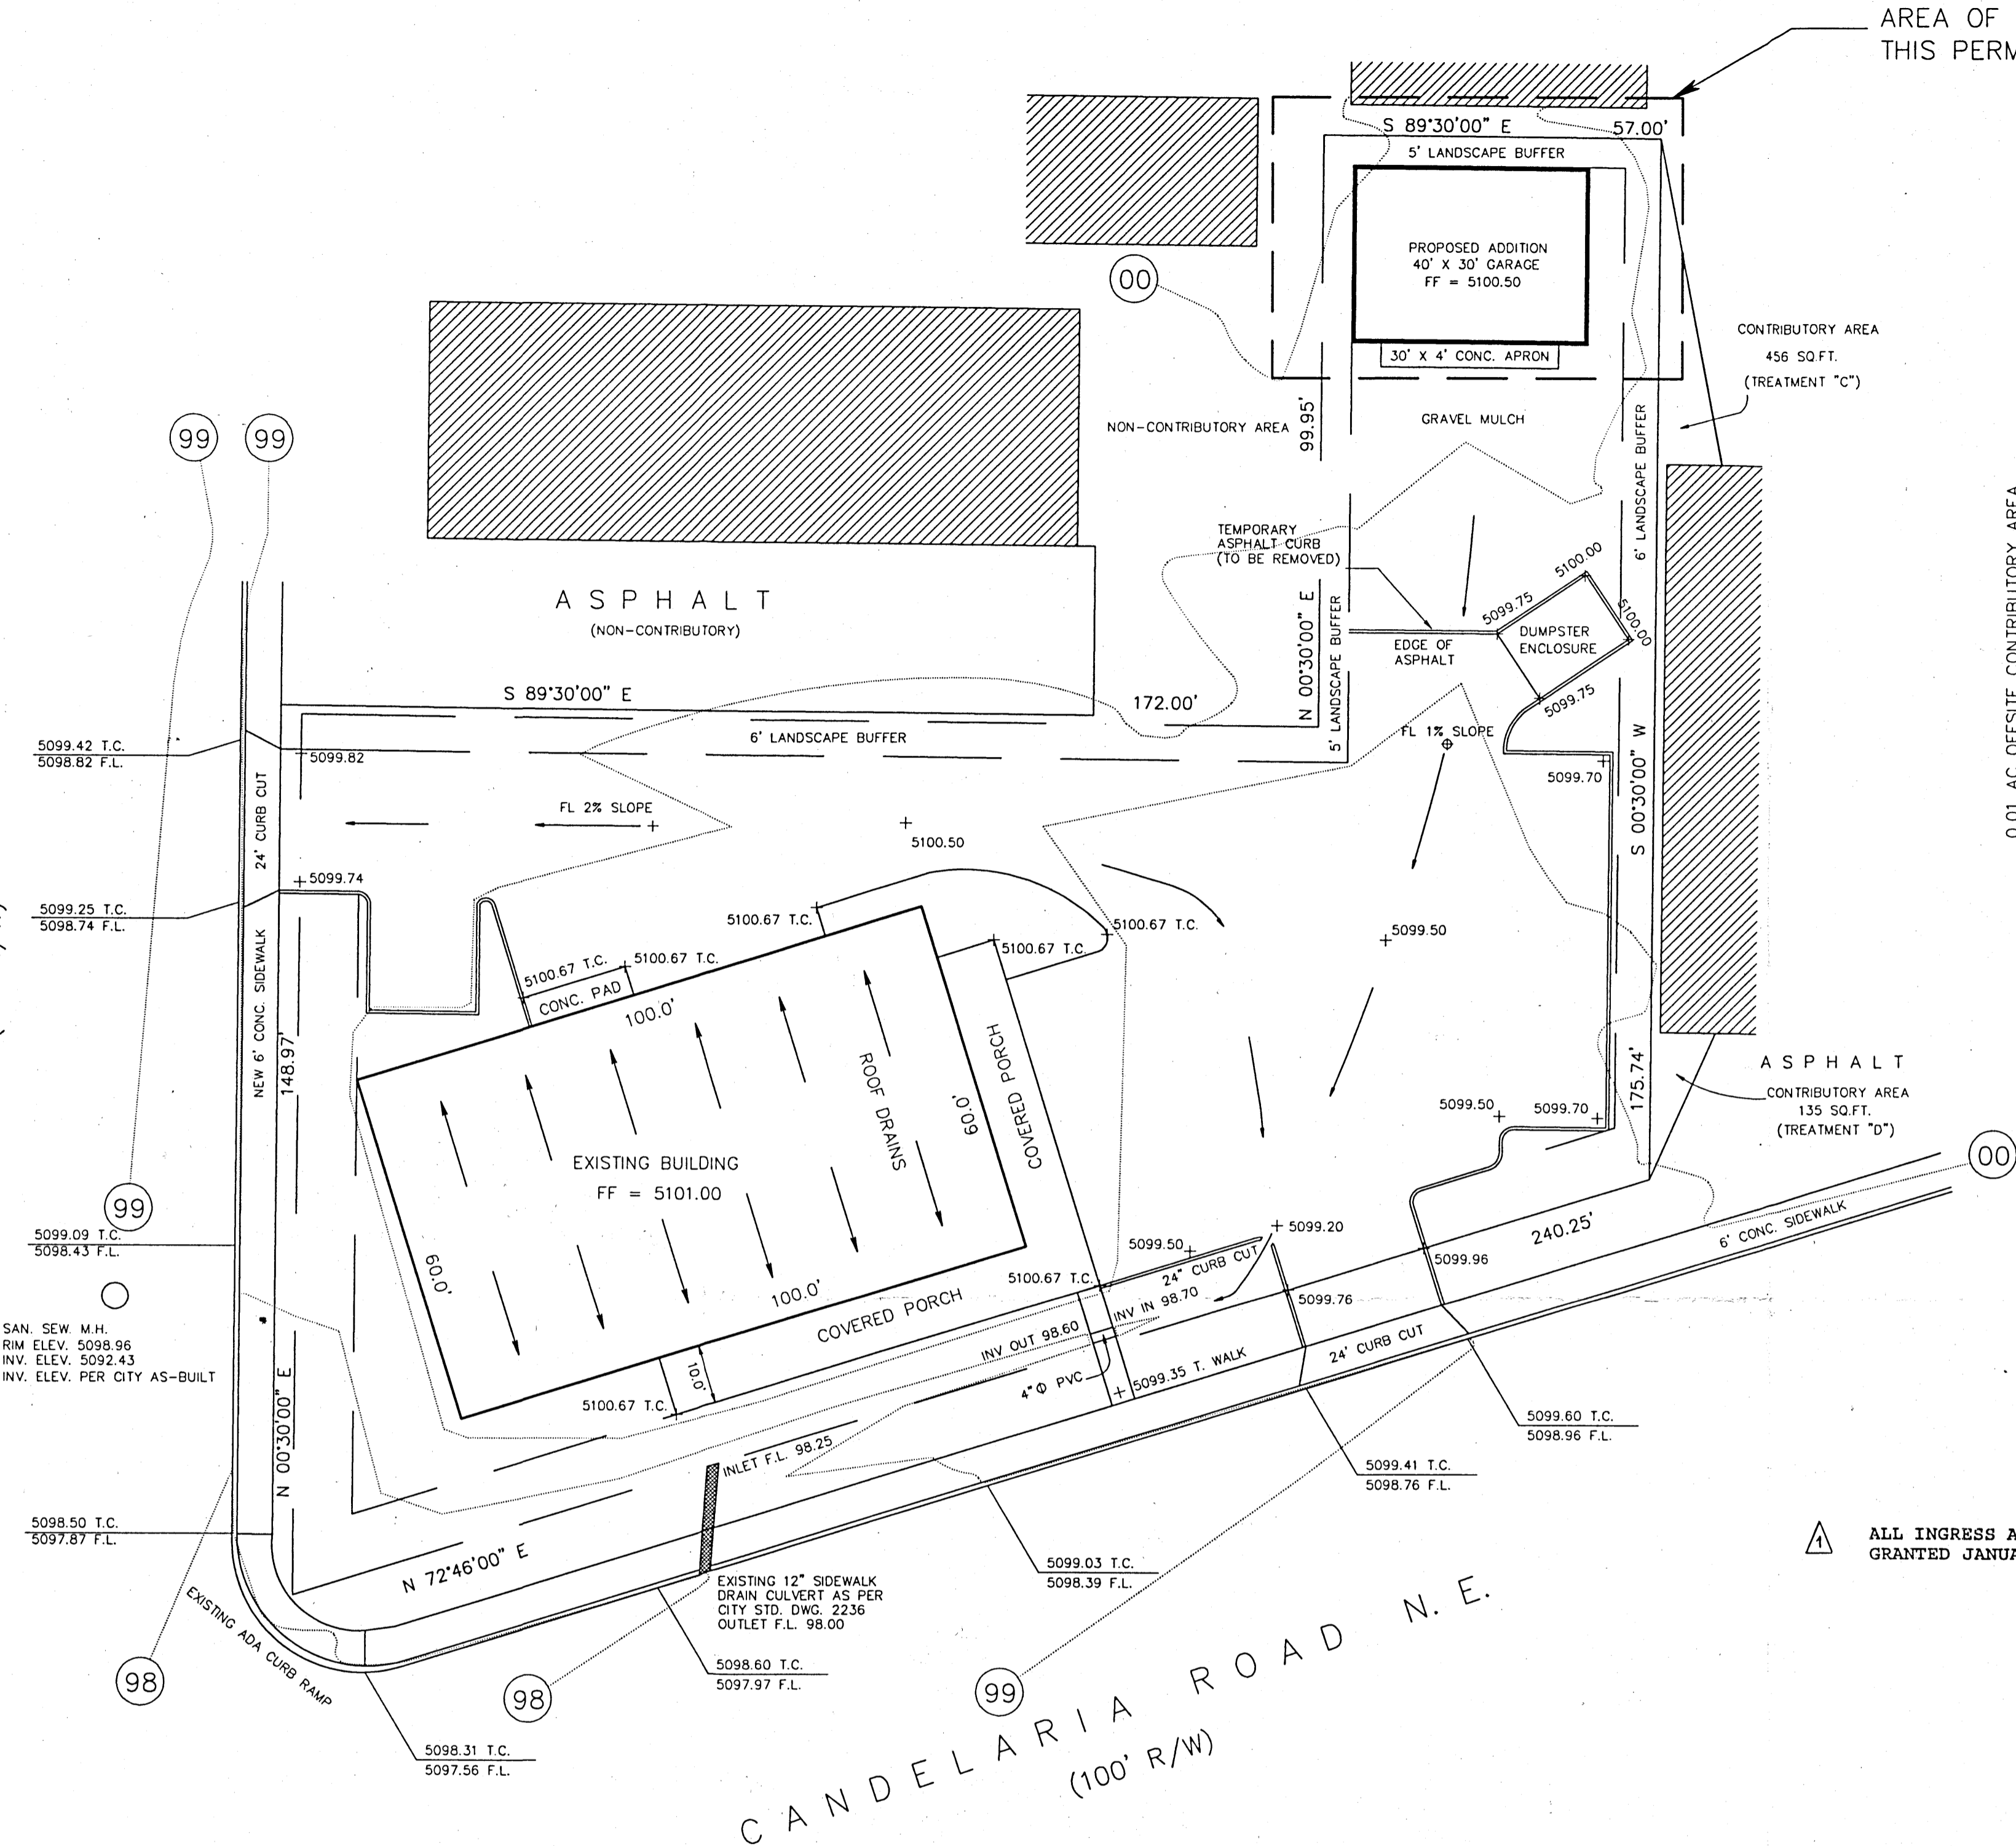 AREA OF
THIS PERM
S 89°30'00" E
57.00'
5' LANDSCAPE BUFFER
PROPOSED ADDITION
40' X 30' GARAGE
FF = 5100.50
30' X 4' CONC. APRON
00
CONTRIBUTORY AREA
456 SQ.FT.
(TREATMENT "C")
NON-CONTRIBUTORY AREA
99.95'
GRAVEL MULCH
6' LANDSCAPE BUFFER
0.01 AC OFFSITE CONTRIBUTORY AREA
99
99
TEMPORARY
ASPHALT CURB
(TO BE REMOVED)
5100.00
5099.75
5100.00
DUMPSTER
ENCLOSURE
EDGE OF
ASPHALT
5099.75
A S P H A L T
(NON-CONTRIBUTORY)
N 00°30'00" E
5' LANDSCAPE BUFFER
S 89°30'00" E
172.00'
6' LANDSCAPE BUFFER
FL 1% SLOPE
5099.70
S 00°30'00" W
5099.42 T.C.
5098.82 F.L.
5099.82
24' CURB CUT
FL 2% SLOPE
5100.50
5099.74
5099.25 T.C.
5098.74 F.L.
NEW 6' CONC. SIDEWALK
148.97'
5100.67 T.C.
5100.67 T.C.
5100.67 T.C.
5099.50
5100.67 T.C.
5100.67 T.C.
CONC. PAD
100.0'
ROOF DRAINS
60.0'
COVERED PORCH
175.74'
A S P H A L T
CONTRIBUTORY AREA
135 SQ.FT.
(TREATMENT "D")
5099.50
5099.70
00
EXISTING BUILDING
FF = 5101.00
99
5099.09 T.C.
5098.43 F.L.
60.0'
100.0'
COVERED PORCH
5099.20
5099.50
24" CURB CUT
5100.67 T.C.
240.25'
6' CONC. SIDEWALK
5099.96
5099.76
INV IN 98.70
INV OUT 98.60
4"Φ PVC
5099.35 T. WALK
24' CURB CUT
SAN. SEW. M.H.
RIM ELEV. 5098.96
INV. ELEV. 5092.43
INV. ELEV. PER CITY AS-BUILT
10.0'
5100.67 T.C.
N 00°30'00" E
INLET F.L. 98.25
5099.60 T.C.
5098.96 F.L.
5099.41 T.C.
5098.76 F.L.
5098.50 T.C.
5097.87 F.L.
1
ALL INGRESS A
GRANTED JANUA
N 72°46'00" E
5099.03 T.C.
5098.39 F.L.
EXISTING 12" SIDEWALK
DRAIN CULVERT AS PER
CITY STD. DWG. 2236
OUTLET F.L. 98.00
EXISTING ADA CURB RAMP
98
98
99
5098.60 T.C.
5097.97 F.L.
5098.31 T.C.
5097.56 F.L.
C A N D E L A R I A R O A D N. E.
(100' R/W)